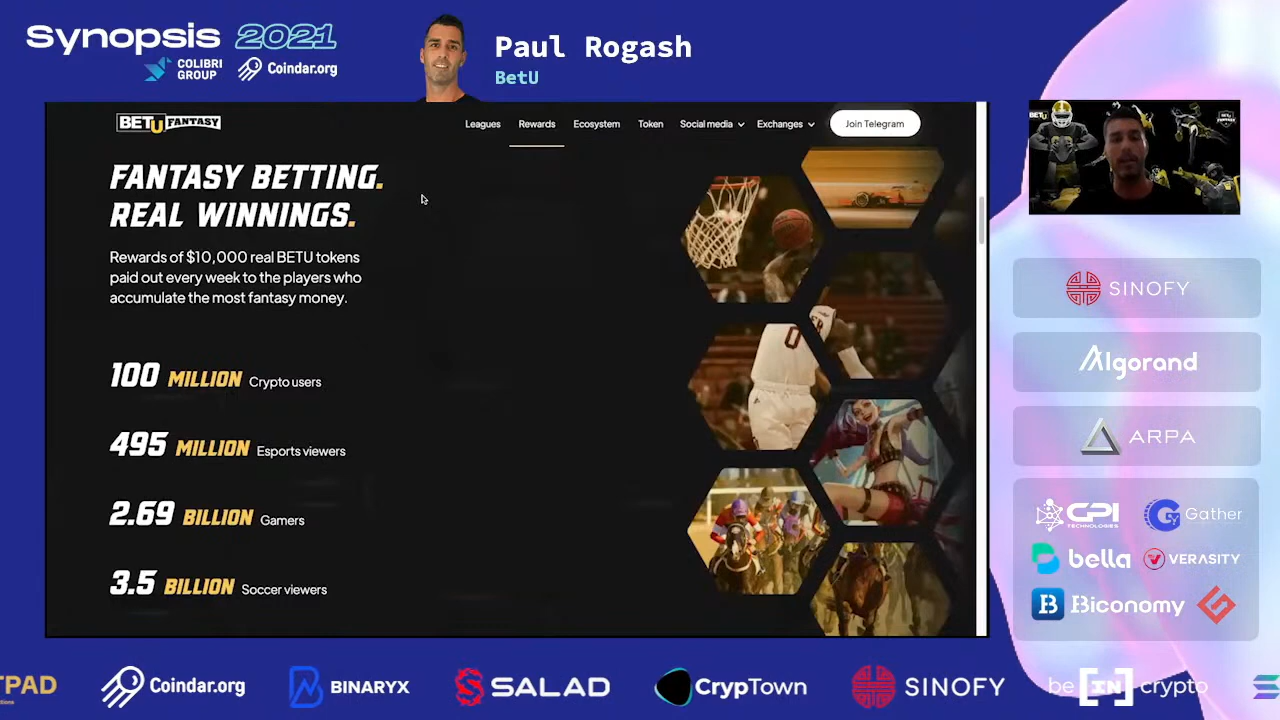 Synopsis 2021
COLIBRI
GROUP
Coindar.org
Paul Rogash
BetU
BETU FANTASY
Leagues
Rewards
Ecosystem
Token
Social media
Exchanges
Join Telegram
FANTASY BETTING.
REAL WINNINGS.
Rewards of $10,000 real BETU tokens
paid out every week to the players who
accumulate the most fantasy money.
100 MILLION Crypto users
495 MILLION Esports viewers
2.69 BILLION Gamers
3.5 BILLION Soccer viewers
SINOFY
Algorand
ARPA
CPI
TECHNOLOGIES
Gather
bella
VERASITY
Biconomy
TPAD
Coindar.org
BINARYX
SALAD
CrypTown
SINOFY
be[IN]crypto